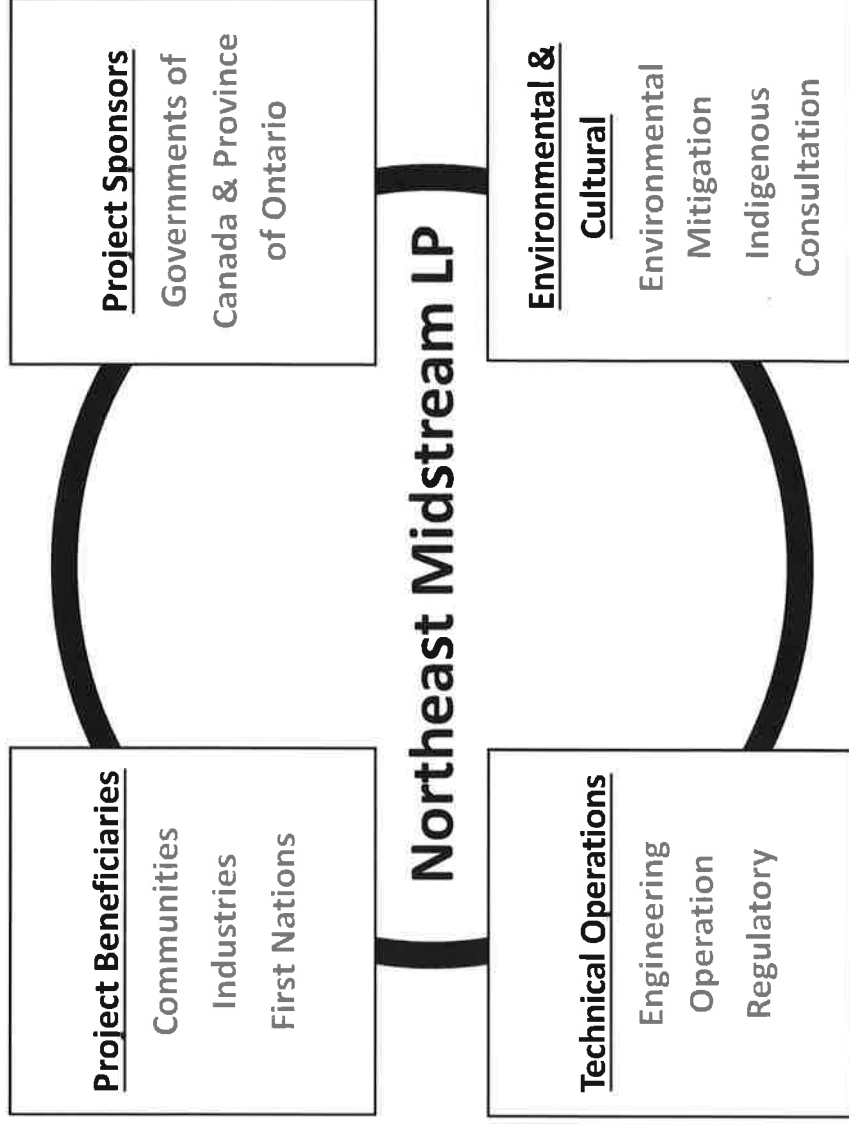 Project Beneficiaries
Communities
Industries
First Nations
Project Sponsors
Governments of
Canada & Province
of Ontario
Northeast Midstream LP
Technical Operations
Engineering
Operation
Regulatory
Environmental &
Cultural
Environmental
Mitigation
Indigenous
Consultation